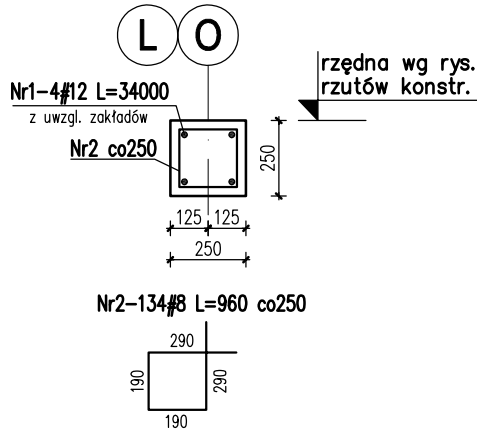 L O
rzędna wg rys.
rzutów konstr.
Nr1-4#12 L=34000
z uwzgl. zakładów
Nr2 co250
250
125 125
250
Nr2-134#8 L=960 co250
290
190
290
190